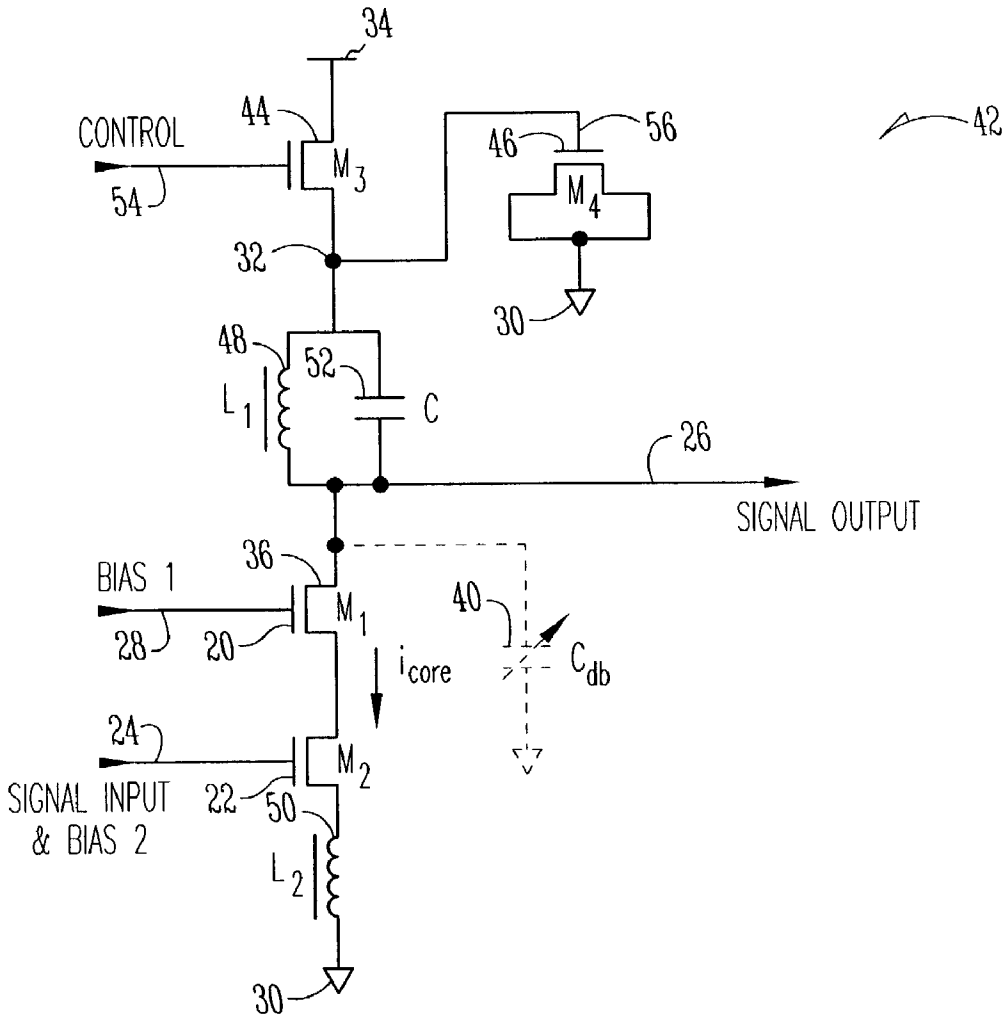 34
44
42
CONTROL
46
56
M3
M4
54
32
30
48
52
L1
C
26
SIGNAL OUTPUT
36
BIAS 1
40
M1
28
20
icore
Cdb
24
M2
SIGNAL INPUT
& BIAS 2
22
50
L2
30